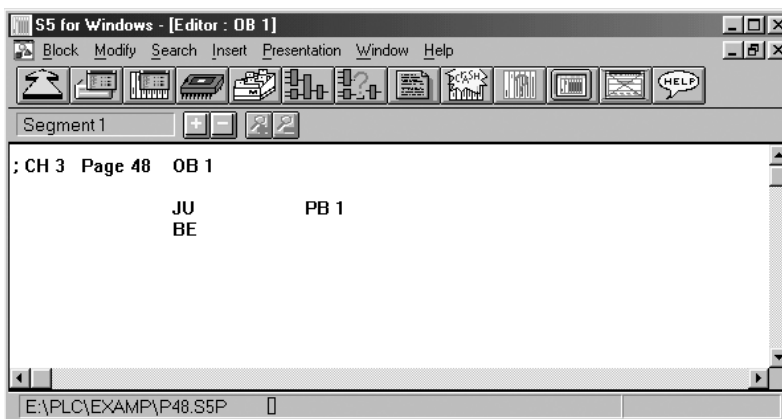 S5 for Windows - [Editor : OB 1]
Block Modify Search Insert Presentation Window Help
M ? CRASH HELP
Segment 1 + -
; CH 3 Page 48 OB 1
JU PB 1
BE
E:\PLC\EXAMP\P48.S5P []